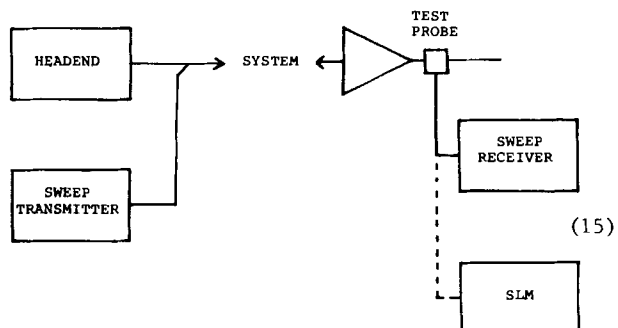 TEST
PROBE
HEADEND
SYSTEM
SWEEP
RECEIVER
SWEEP
TRANSMITTER
(15)
SLM